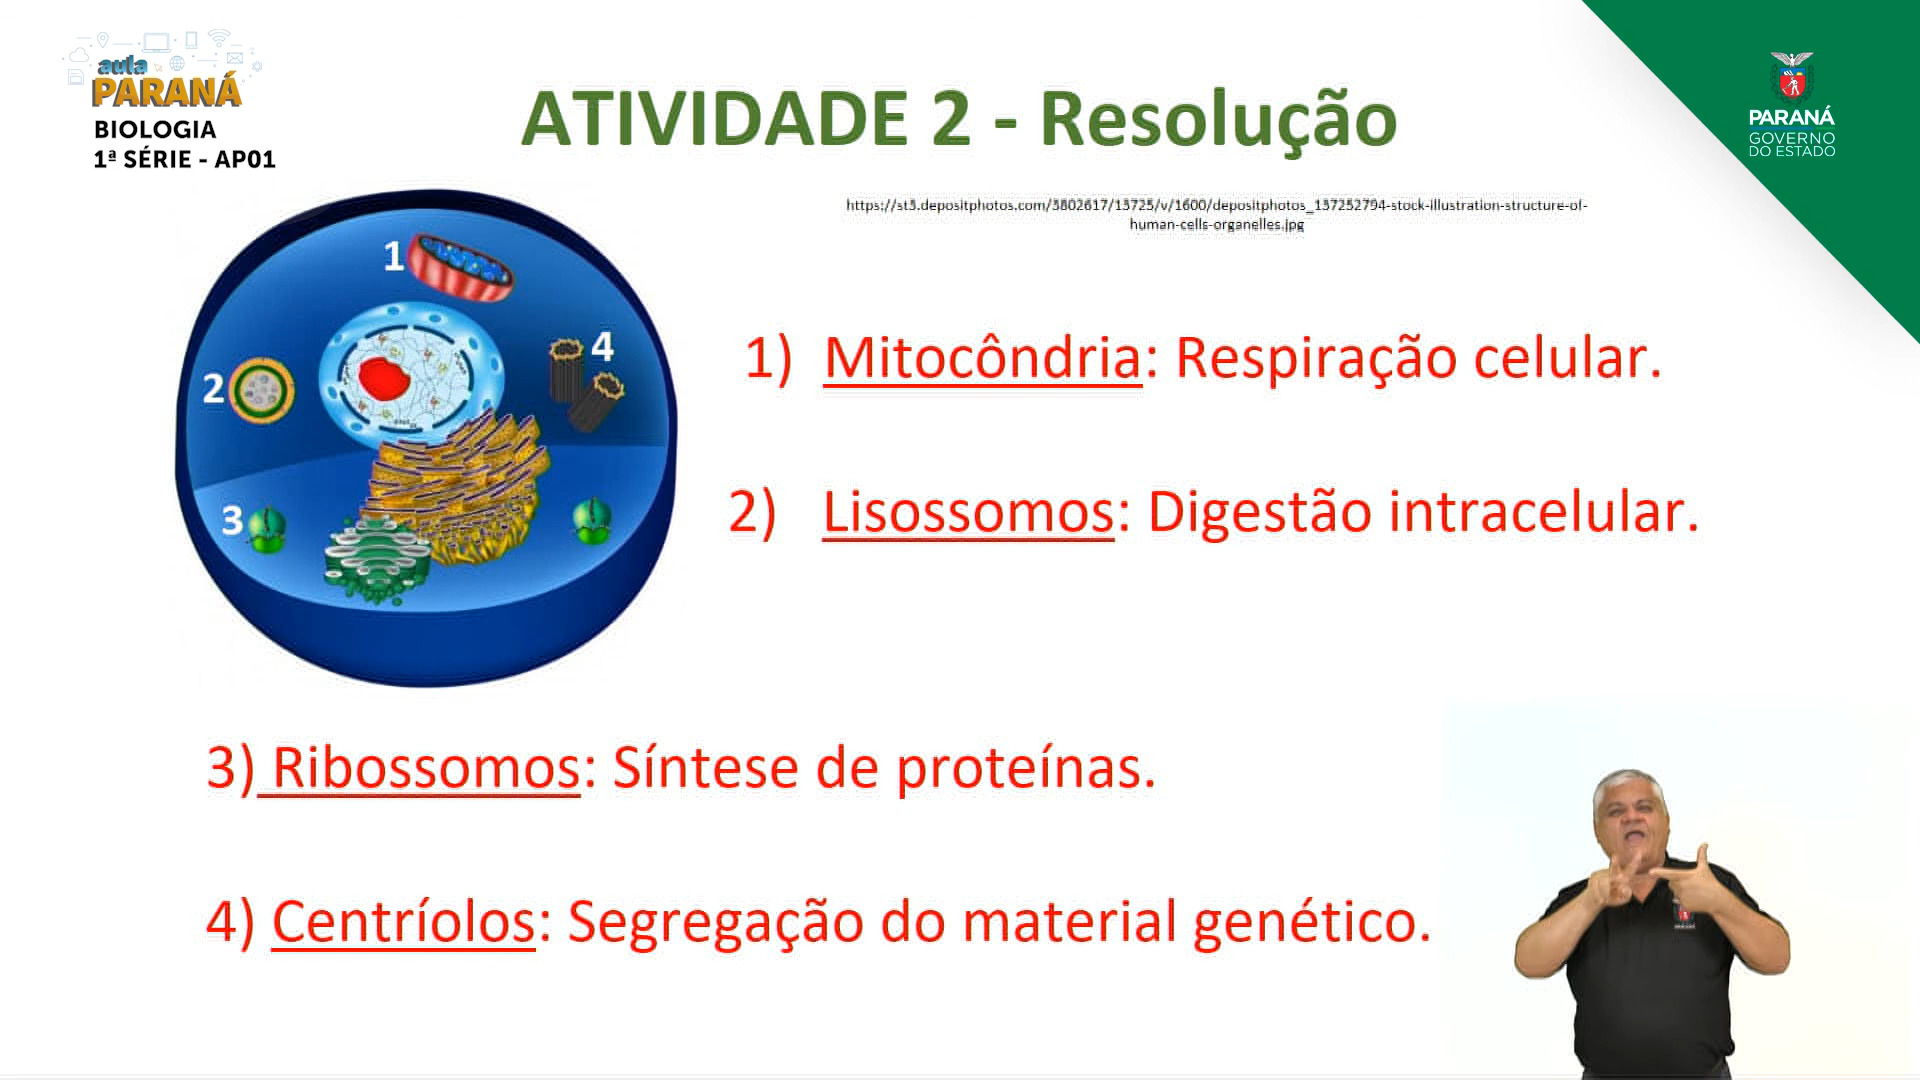 aula
PARANÁ
BIOLOGIA
1ª SÉRIE - AP01
ATIVIDADE 2 - Resolução
PARANÁ
GOVERNO
DO ESTADO
https://st3.depositphotos.com/3802617/13725/v/1600/depositphotos_137252794-stock-illustration-structure-of-
human-cells-organelles.jpg
1
2
3
4
1) Mitocôndria: Respiração celular.
2) Lisossomos: Digestão intracelular.
3) Ribossomos: Síntese de proteínas.
4) Centríolos: Segregação do material genético.